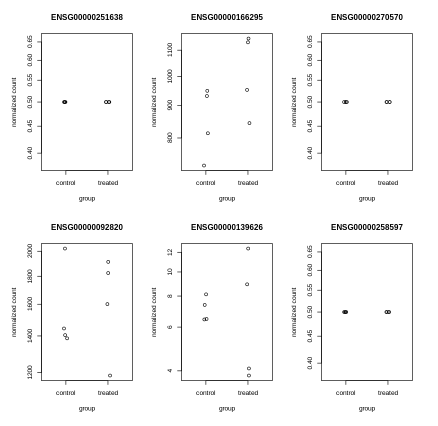 ENSG00000251638
normalized count
0.65
0.60
0.55
0.50
0.45
0.40
control
treated
group
ENSG00000166295
normalized count
1100
1000
900
800
control
treated
group
ENSG00000270570
normalized count
0.65
0.60
0.55
0.50
0.45
0.40
control
treated
group
ENSG00000092820
normalized count
2000
1800
1600
1400
1200
control
treated
group
ENSG00000139626
normalized count
12
10
8
6
4
control
treated
group
ENSG00000258597
normalized count
0.65
0.60
0.55
0.50
0.45
0.40
control
treated
group